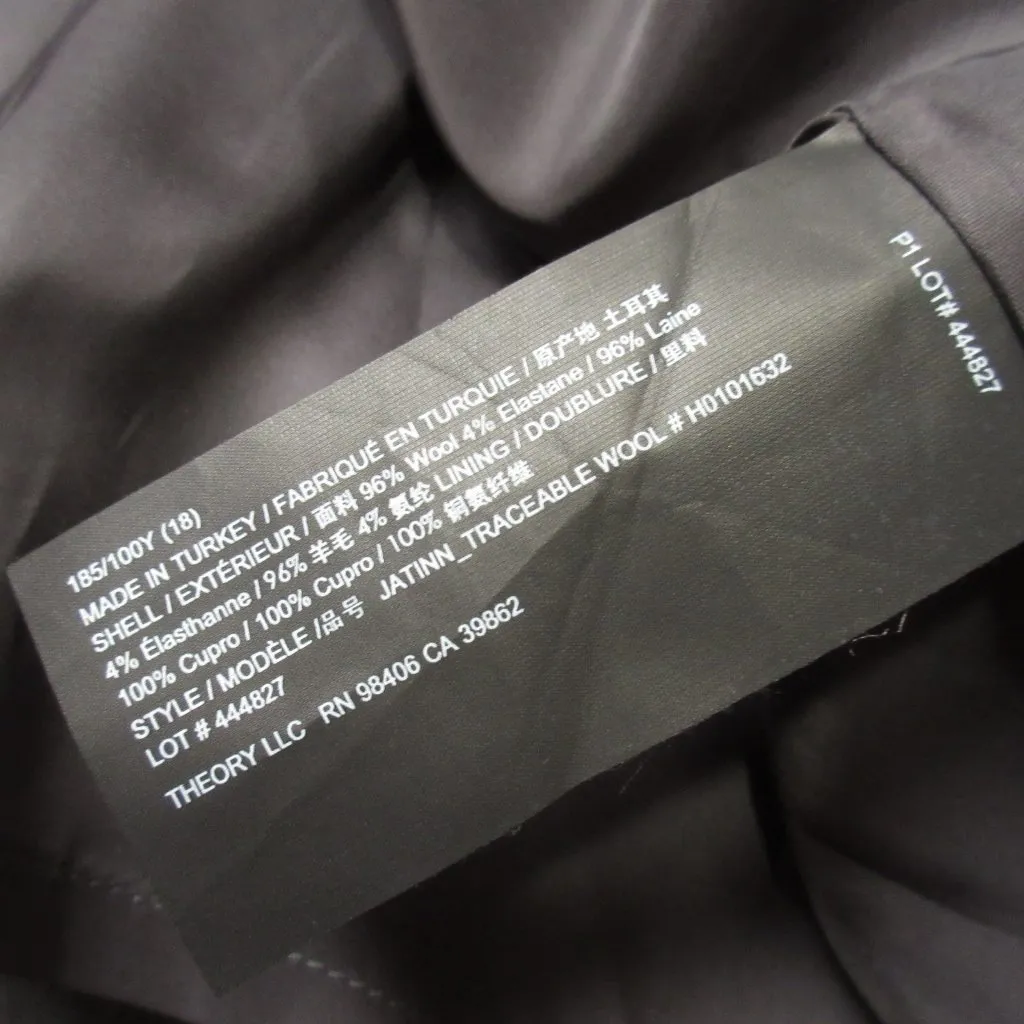 185/100Y (18)
MADE IN TURKEY / FABRIQUÉ EN TURQUIE / 原产地 土耳其
SHELL / EXTÉRIEUR / 面料 96% Wool 4% Elastane / 96% Laine
4% Élasthanne / 96% 羊毛 4% 氨纶 LINING / DOUBLURE / 里料
100% Cupro / 100% Cupro / 100% 铜氨纤维
STYLE / MODÈLE /品号 JATINN_TRACEABLE WOOL # H0101632
LOT # 444827
THEORY LLC RN 98406 CA 39862
P1 LOT# 444827